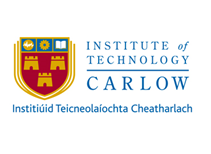 INSTITUTE of
TECHNOLOGY
CARLOW
Institiúid Teicneolaíochta Cheatharlach